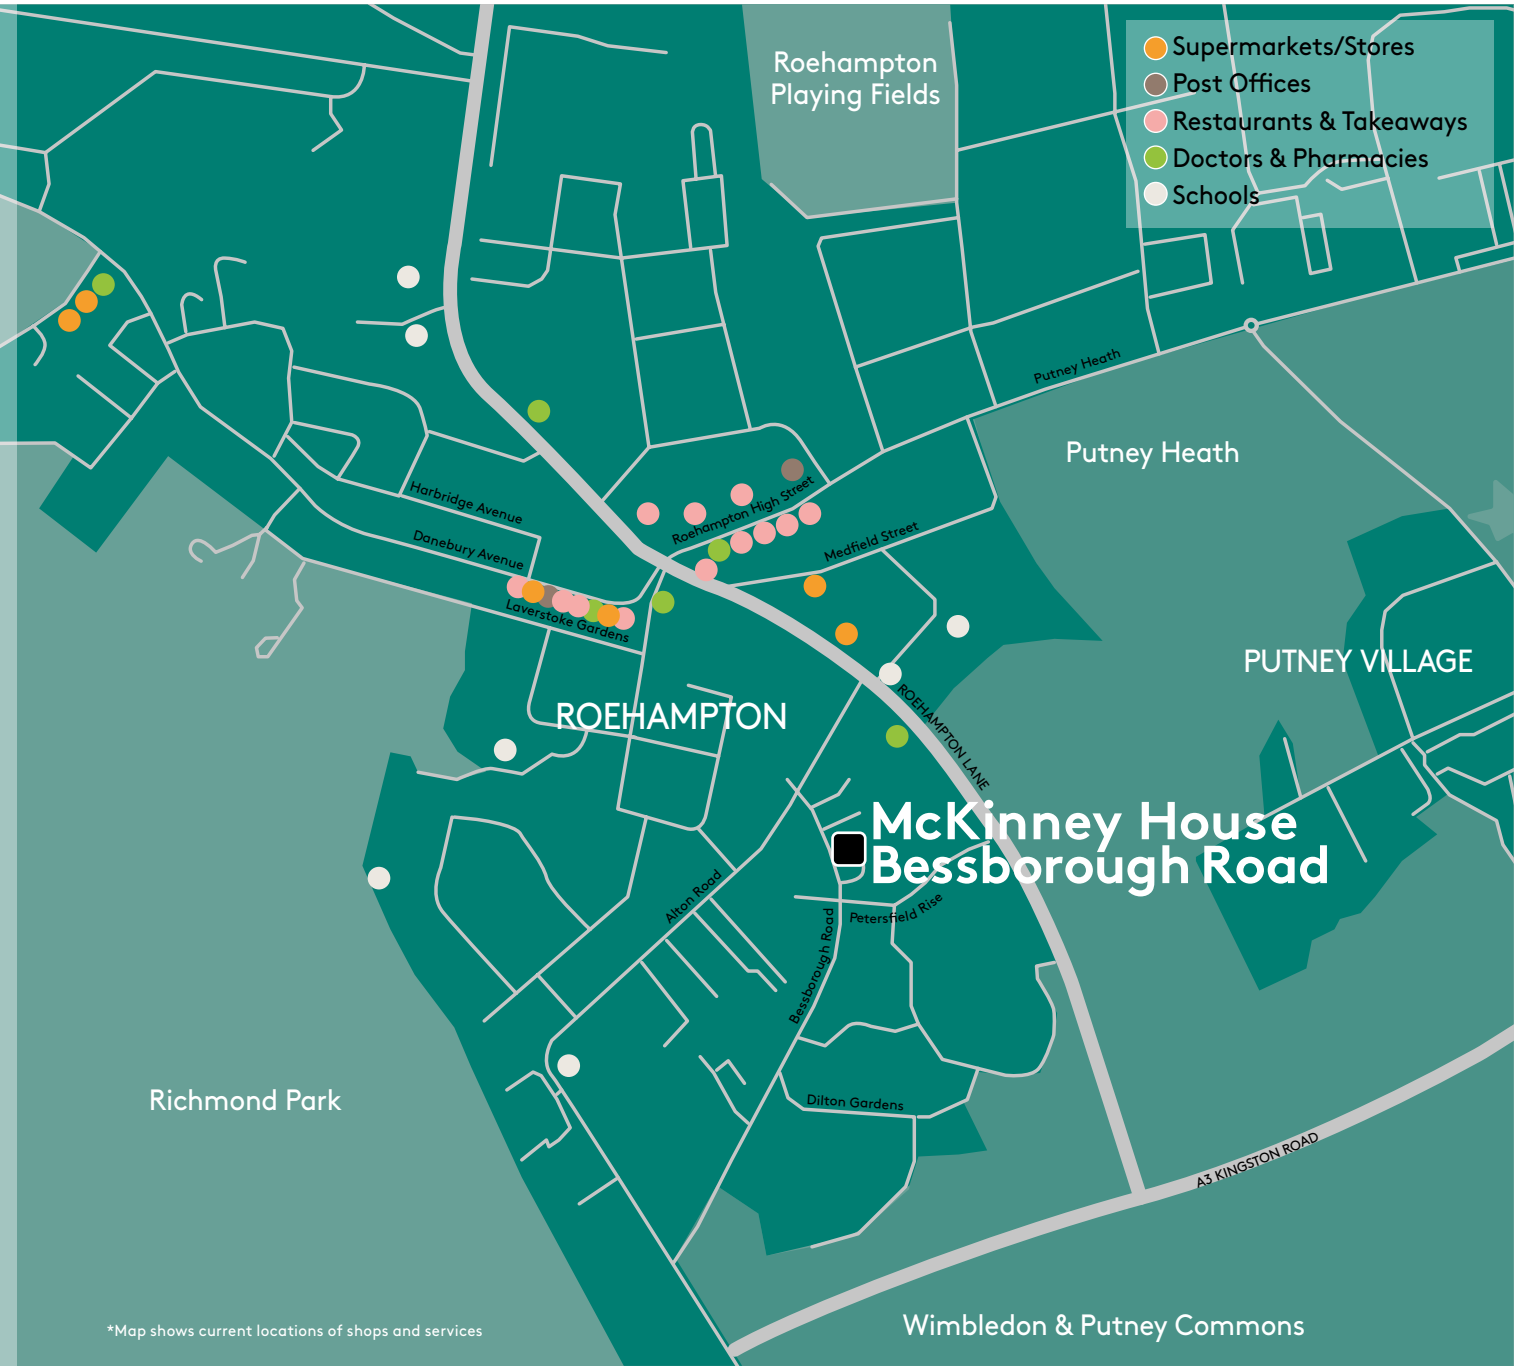 Roehampton
Playing Fields
Supermarkets/Stores
Post Offices
Restaurants & Takeaways
Doctors & Pharmacies
Schools
Putney Heath
Putney Heath
Harbridge Avenue
Roehampton High Street
Danebury Avenue
Medfield Street
Laverstoke Gardens
PUTNEY VILLAGE
ROEHAMPTON
ROEHAMPTON LANE
McKinney House
Bessborough Road
Alton Road
Petersfield Rise
Bessborough Road
Richmond Park
Dilton Gardens
A3 KINGSTON ROAD
*Map shows current locations of shops and services
Wimbledon & Putney Commons